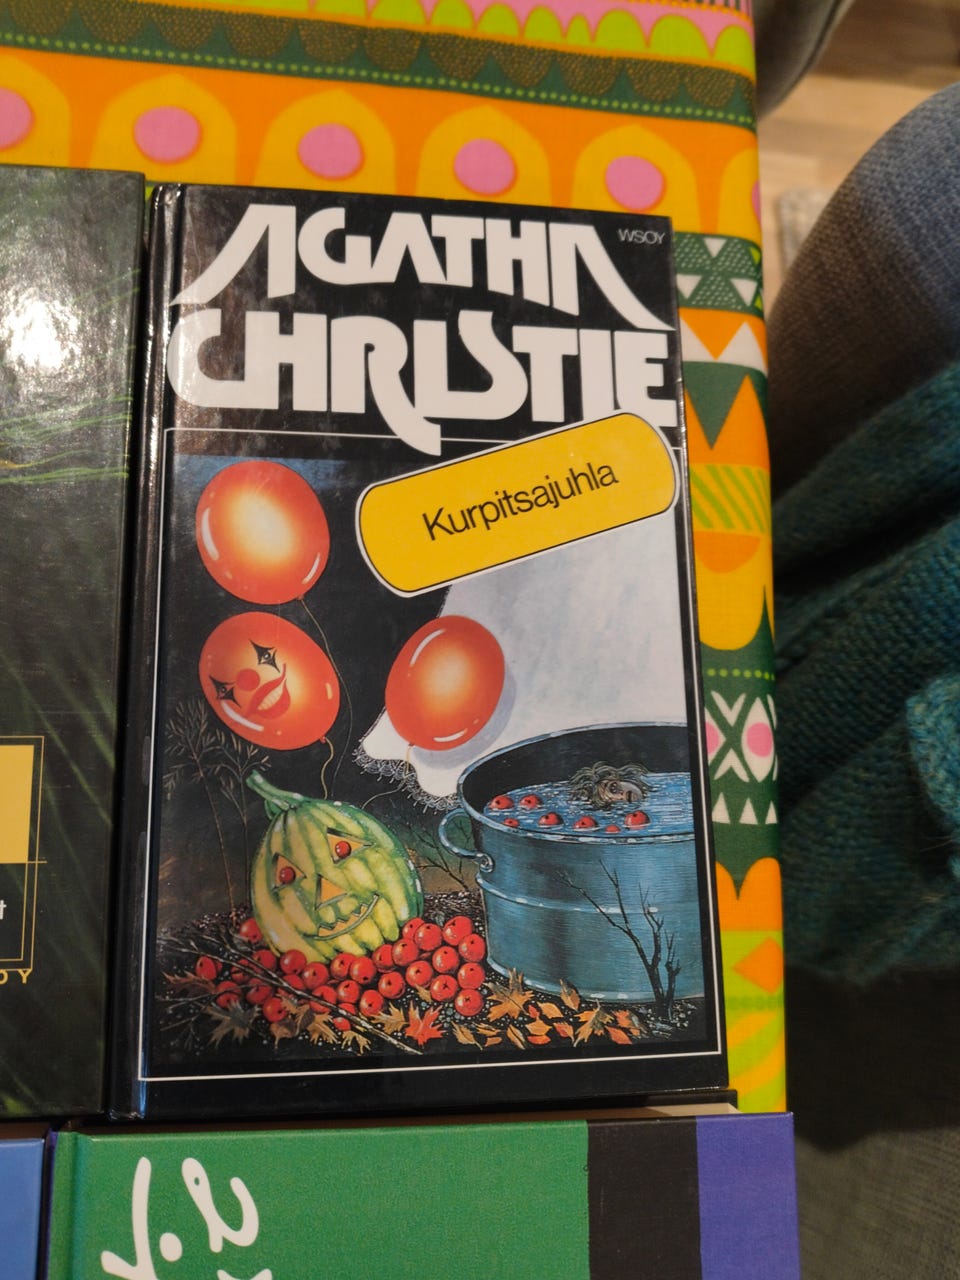 AGATHA
WSOY
CHRISTIE
Kurpitsajuhla